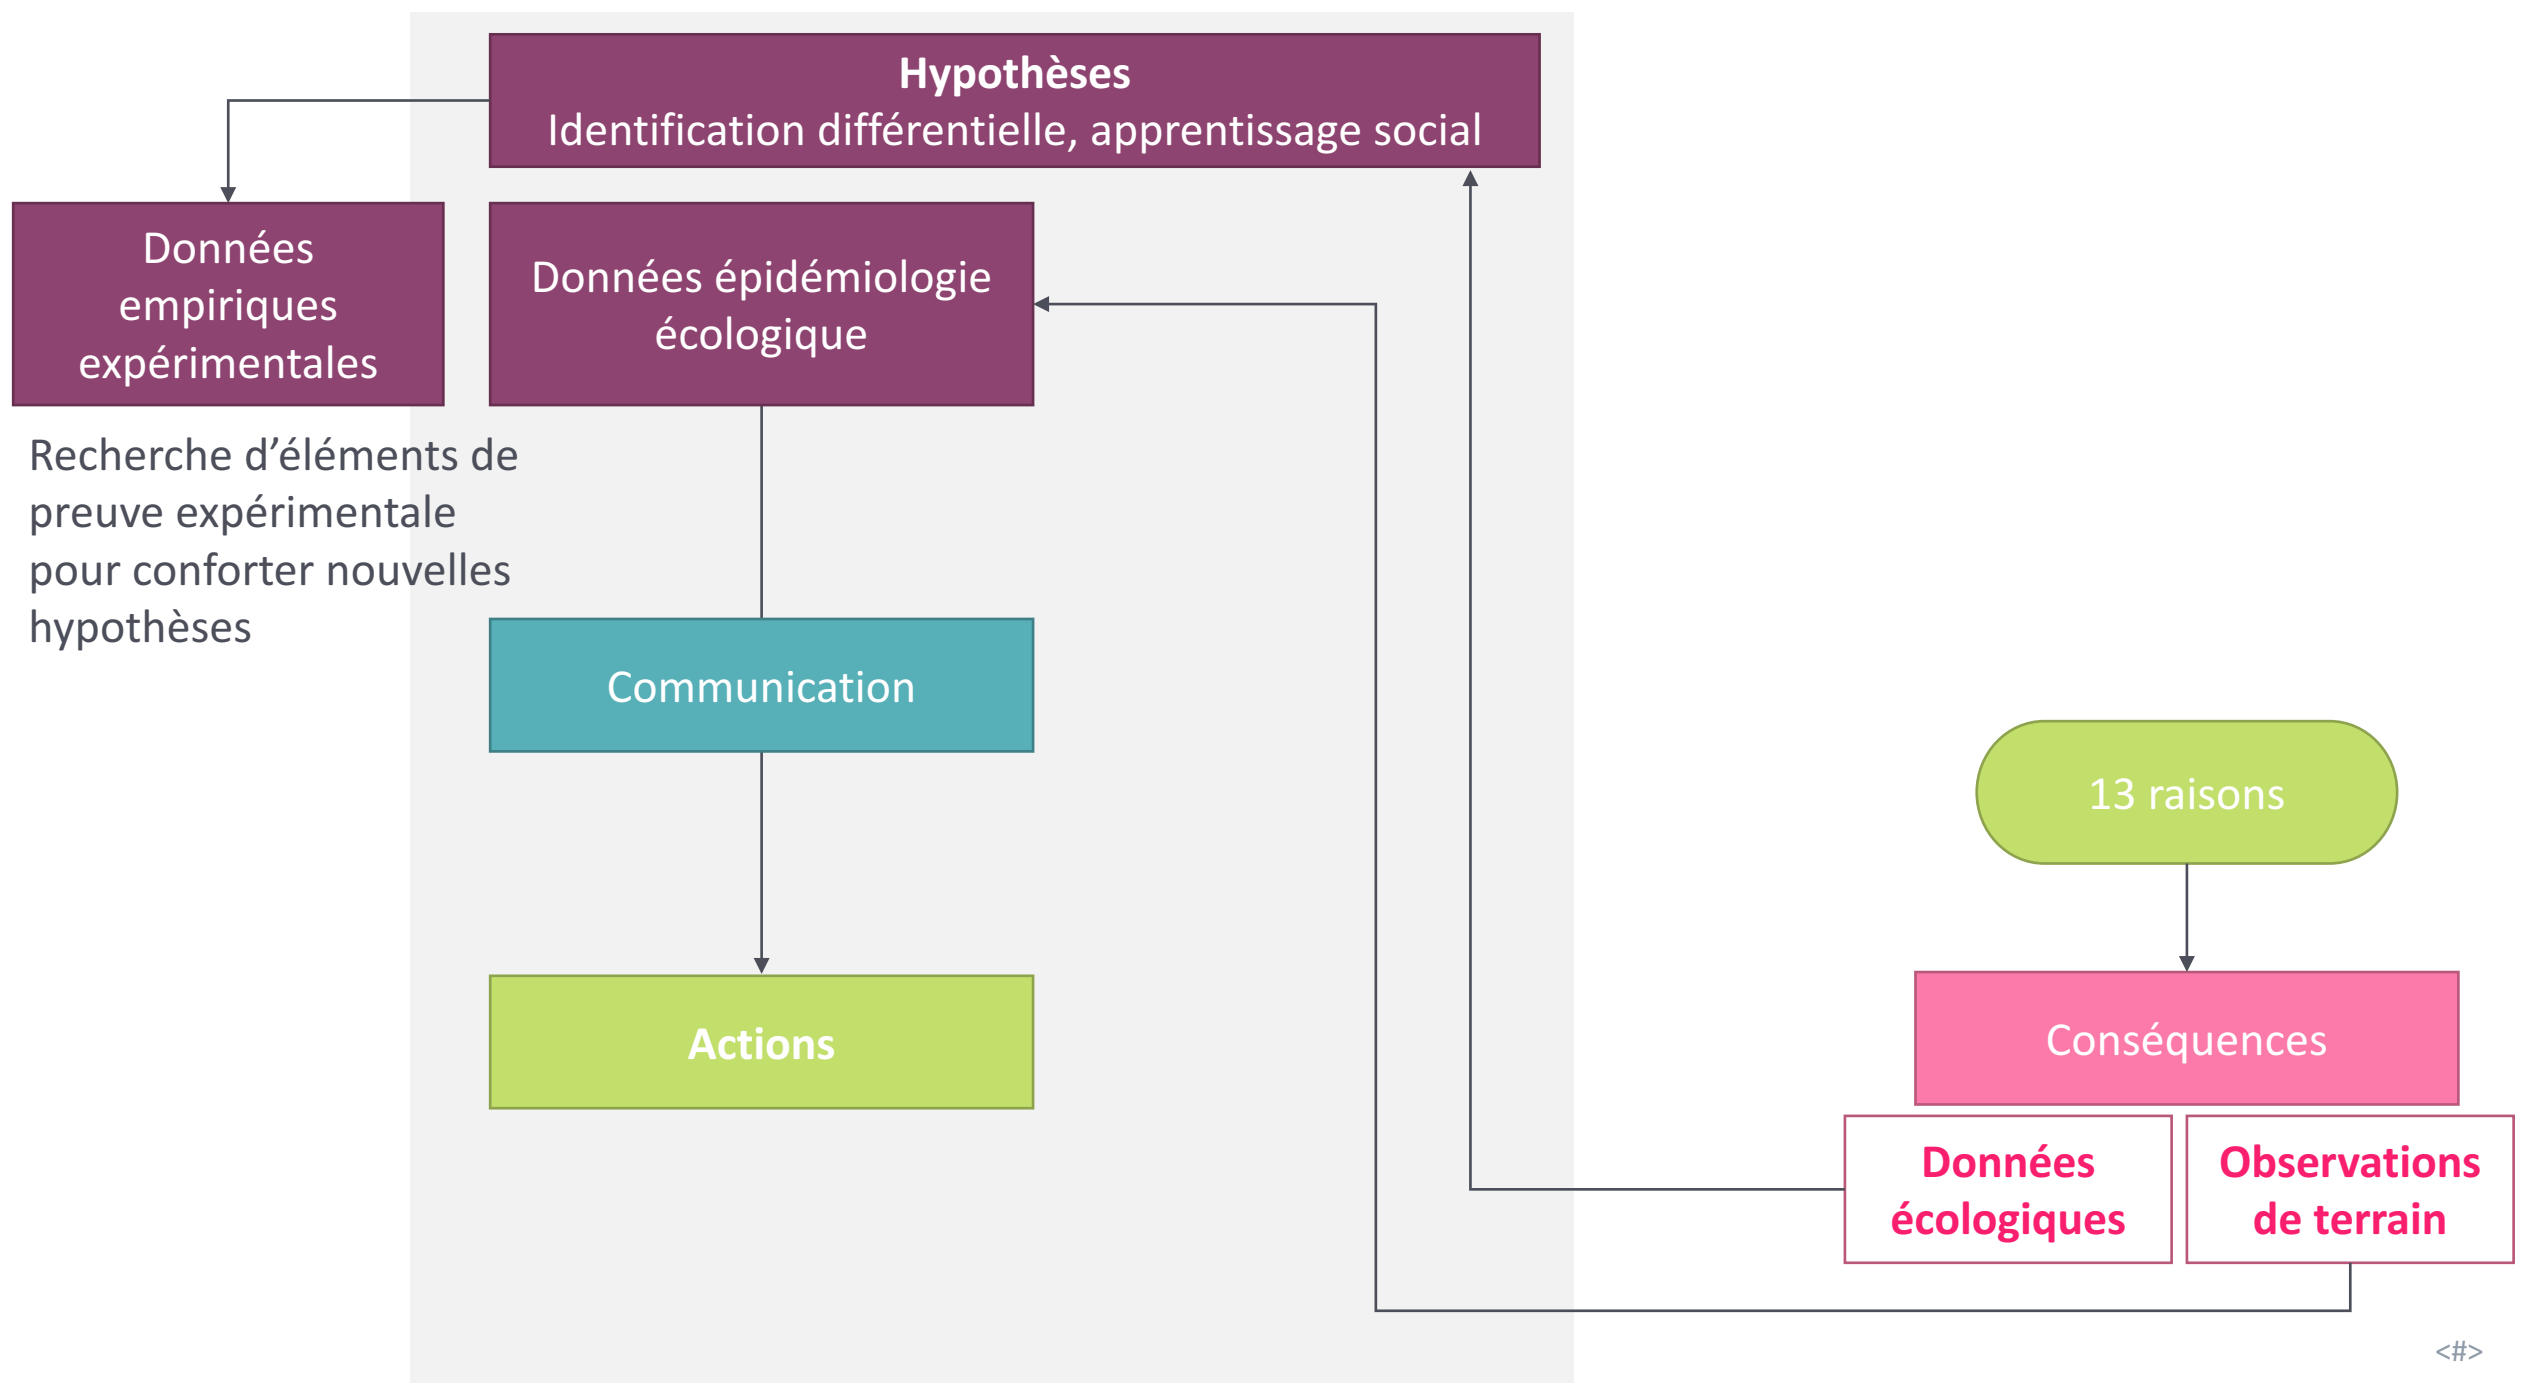 Hypothèses
Identification différentielle, apprentissage social
Données
empiriques
expérimentales
Données épidémiologie
écologique
Recherche d’éléments de
preuve expérimentale
pour conforter nouvelles
hypothèses
Communication
Actions
13 raisons
Conséquences
Données
écologiques
Observations
de terrain
<#>